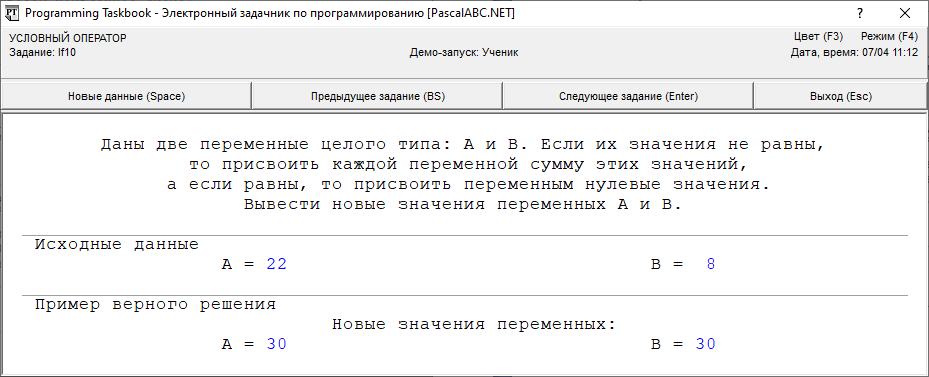 Programming Taskbook - Электронный задачник по программированию [PascalABC.NET]
УСЛОВНЫЙ ОПЕРАТОР
Цвет (F3) Режим (F4)
Задание: If10
Демо-запуск: Ученик
Дата, время: 07/04 11:12
Новые данные (Space)
Предыдущее задание (BS)
Следующее задание (Enter)
Выход (Esc)
Даны две переменные целого типа: A и B. Если их значения не равны,
то присвоить каждой переменной сумму этих значений,
а если равны, то присвоить переменным нулевые значения.
Вывести новые значения переменных A и B.
Исходные данные
A = 22 B = 8
Пример верного решения
Новые значения переменных:
A = 30 B = 30